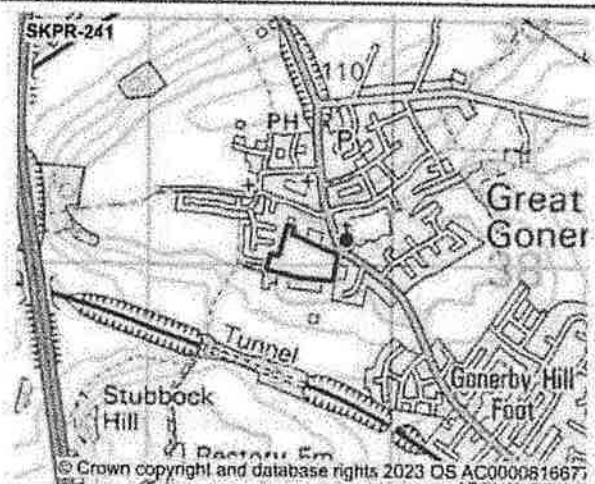 SKPR-241
110
PH
P
Great
Goner
38
Tunnel
Gonerby Hill
Foot
Stubbock
Hill
© Crown copyright and database rights 2023 OS